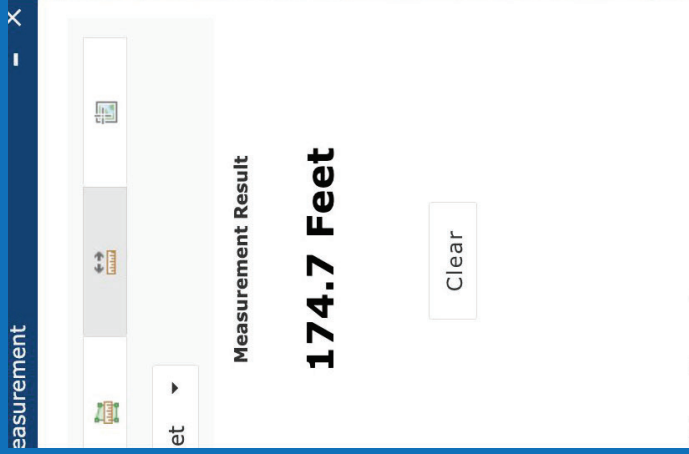 easurement
et
Measurement Result
174.7 Feet
Clear